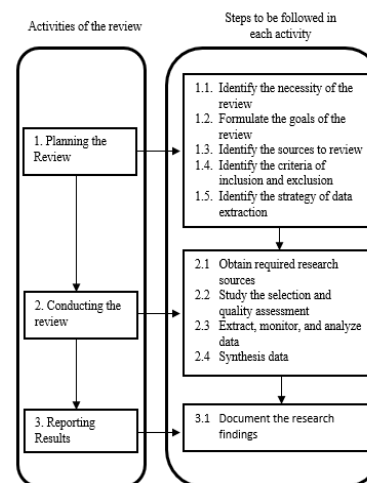 Activities of the review
Steps to be followed in
each activity
1. Planning the
Review
1.1. Identify the necessity of the
review
1.2. Formulate the goals of the
review
1.3. Identify the sources to review
1.4. Identify the criteria of
inclusion and exclusion
1.5. Identify the strategy of data
extraction
2. Conducting the
review
2.1 Obtain required research
sources
2.2 Study the selection and
quality assessment
2.3 Extract, monitor, and analyze
data
2.4 Synthesis data
3. Reporting
Results
3.1 Document the research
findings